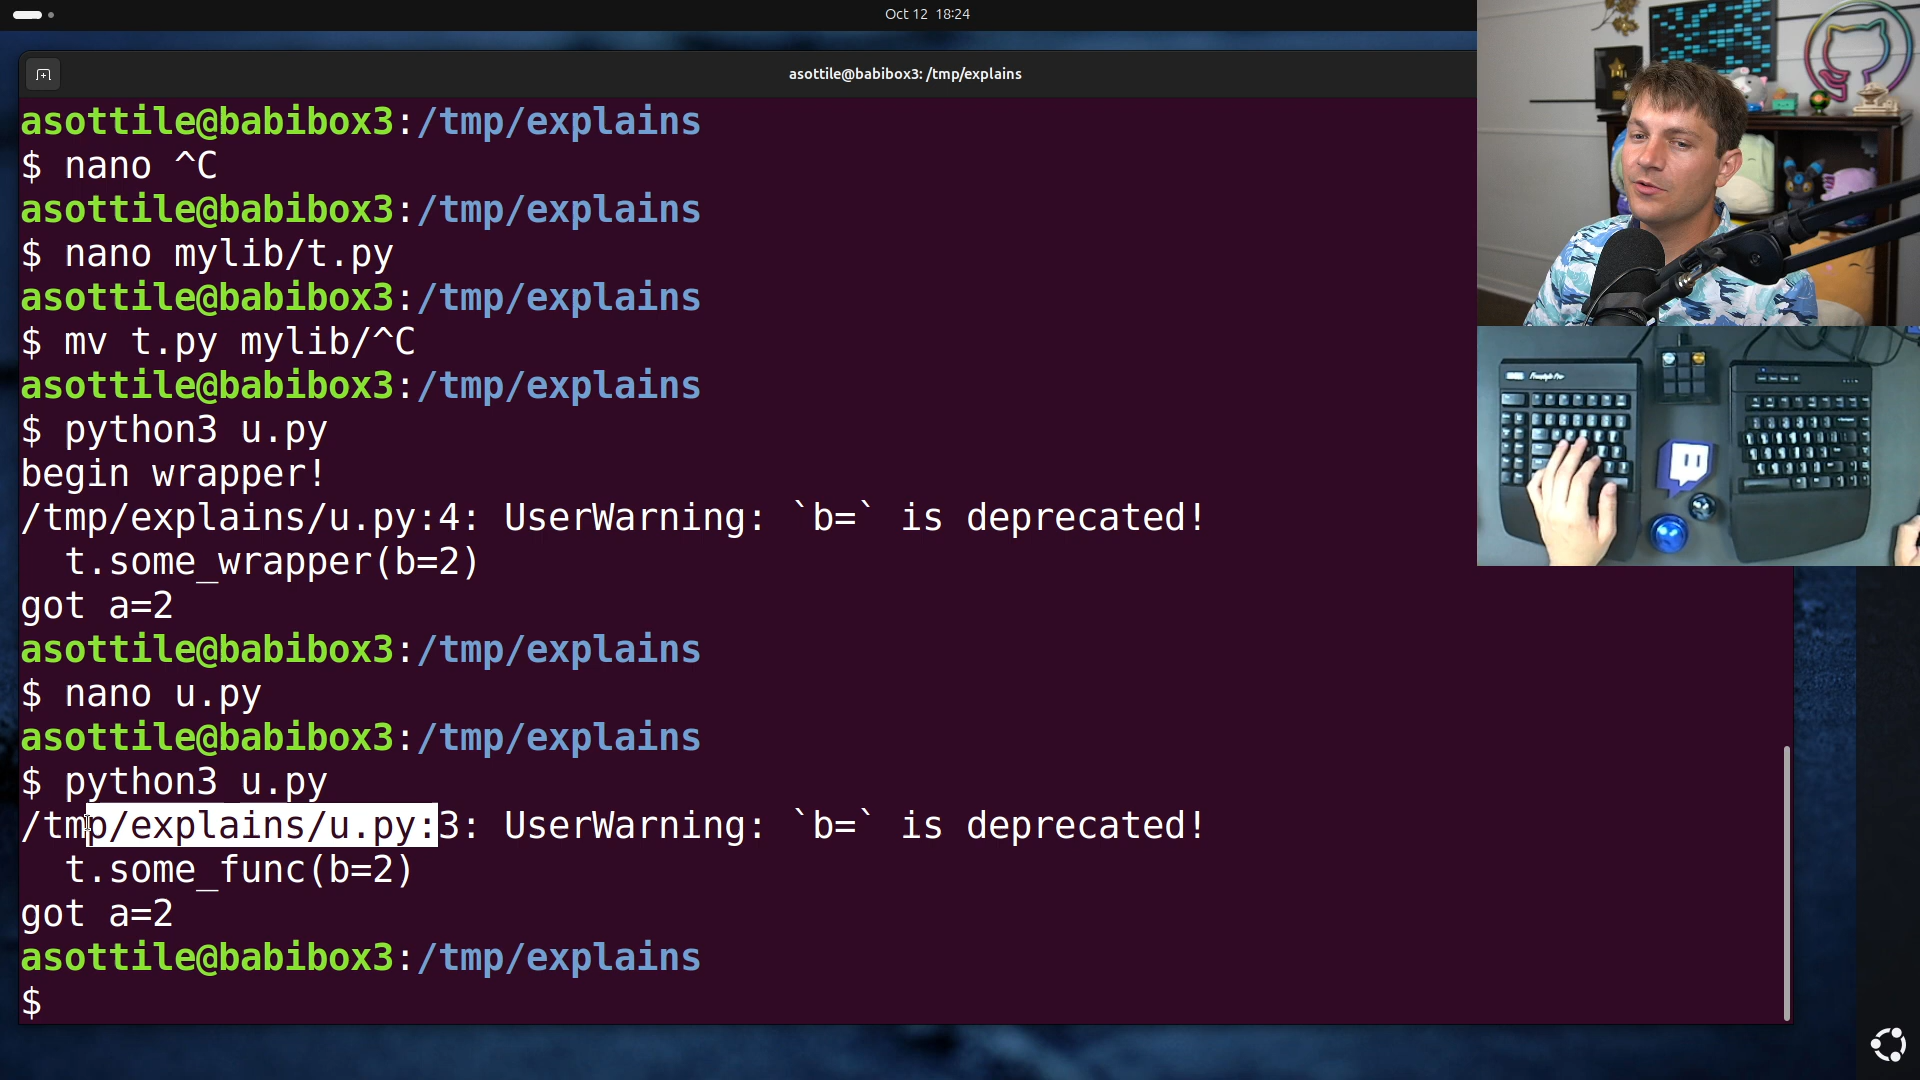 Oct 12 18:24
asottile@babibox3: /tmp/explains
asottile@babibox3:/tmp/explains
$ nano ^C
asottile@babibox3:/tmp/explains
$ nano mylib/t.py
asottile@babibox3:/tmp/explains
$ mv t.py mylib/^C
asottile@babibox3:/tmp/explains
$ python3 u.py
begin wrapper!
/tmp/explains/u.py:4: UserWarning: `b=` is deprecated!
  t.some_wrapper(b=2)
got a=2
asottile@babibox3:/tmp/explains
$ nano u.py
asottile@babibox3:/tmp/explains
$ python3 u.py
/tmp/explains/u.py:3: UserWarning: `b=` is deprecated!
  t.some_func(b=2)
got a=2
asottile@babibox3:/tmp/explains
$
Freestyle Pro